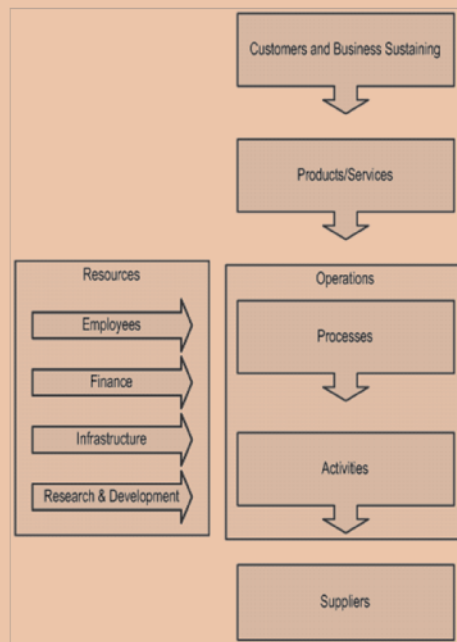 Customers and Business Sustaining
Products/Services
Resources
Employees
Finance
Infrastructure
Research & Development
Operations
Processes
Activities
Suppliers